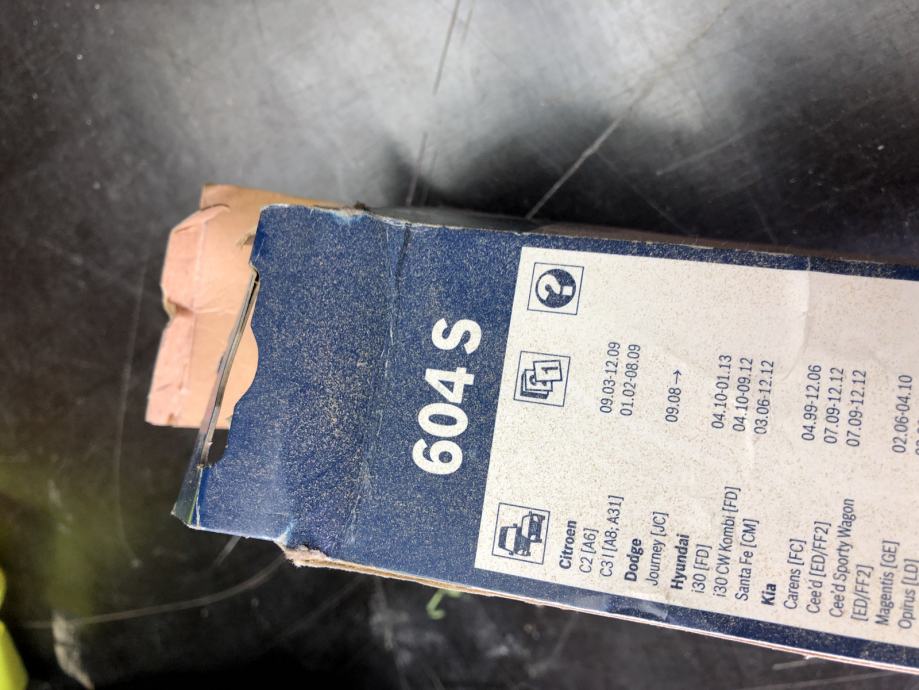 604 S
Citroen
C2 [A6] 09.03-12.09
C3 I [A8; A31] 01.02-08.09
Dodge
Journey [JC] 09.08→
Hyundai
i30 [FD] 04.10-01.13
i30 CW Kombi [FD] 04.10-09.12
Santa Fe [CM] 03.06-12.12
Kia
Carens [FC] 04.99-12.06
Cee'd [ED/FF2] 07.09-12.12
Cee'd Sporty Wagon 07.09-12.12
[ED/FF2]
Magentis [GE] 02.06-04.10
Opirus [LD]